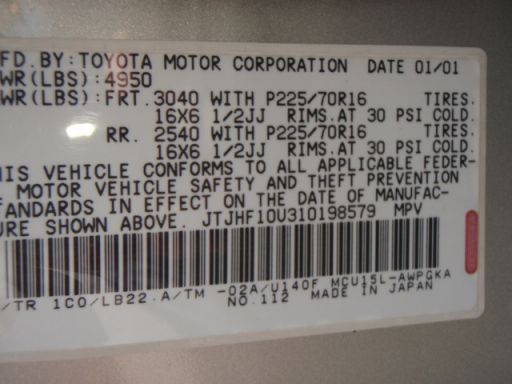 MFD.BY:TOYOTA MOTOR CORPORATION DATE 01/01
WR(LBS):4950
WR(LBS):FRT.3040 WITH P225/70R16 TIRES.
16X6 1/2JJ RIMS.AT 30 PSI COLD.
RR. 2540 WITH P225/70R16 TIRES.
16X6 1/2JJ RIMS.AT 30 PSI COLD.
HIS VEHICLE CONFORMS TO ALL APPLICABLE FEDER-
MOTOR VEHICLE SAFETY AND THEFT PREVENTION
TANDARDS IN EFFECT ON THE DATE OF MANUFAC-
URE SHOWN ABOVE. JTJHF10U310198579 MPV
/TR 1C0/LB22.A/TM -02A/U140F MCU15L-AWPGKA
NO.112 MADE IN JAPAN